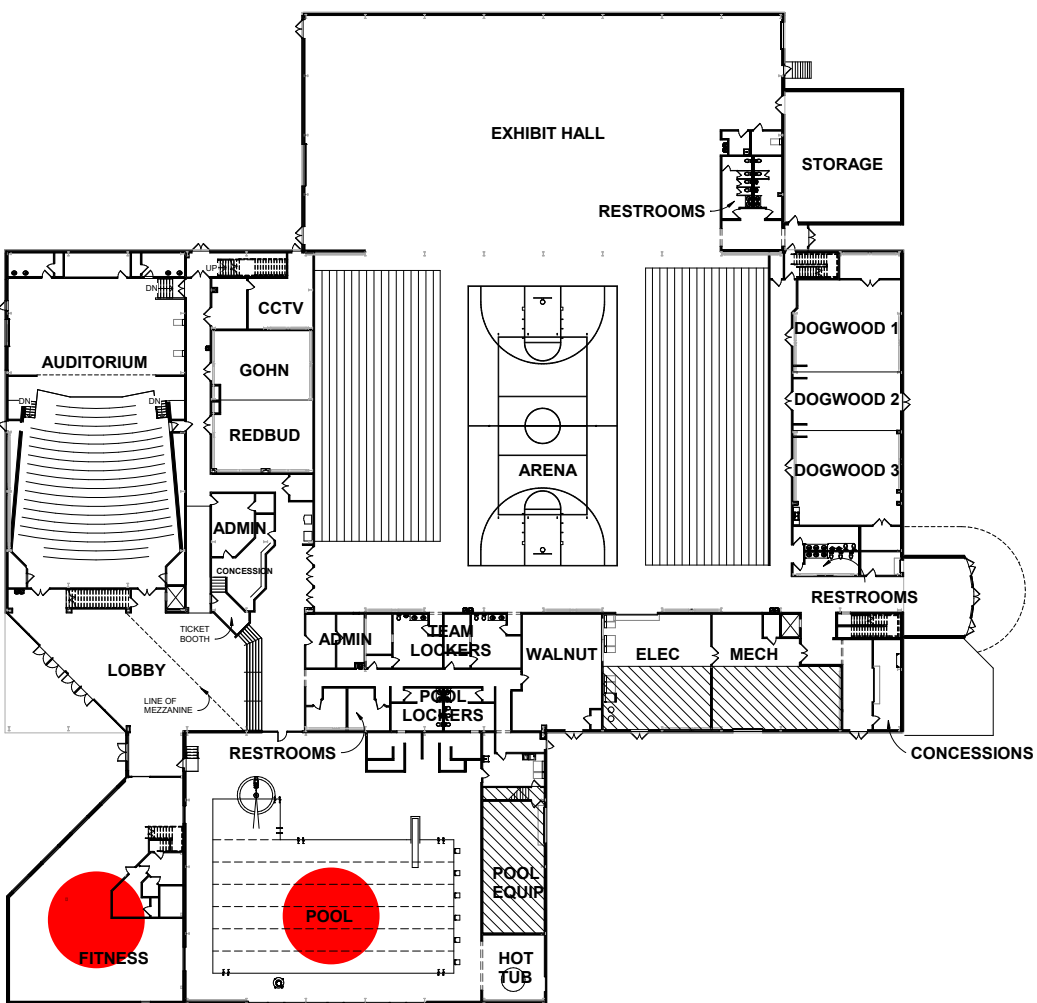 EXHIBIT HALL
STORAGE
RESTROOMS
UP
DN
CCTV
DOGWOOD 1
AUDITORIUM
GOHN
DN
DN
DOGWOOD 2
REDBUD
ARENA
DOGWOOD 3
ADMIN
CONCESSION
RESTROOMS
TICKET
BOOTH
ADMIN
TEAM
LOCKERS
WALNUT
ELEC
MECH
LOBBY
LINE OF
MEZZANINE
POOL
LOCKERS
RESTROOMS
CONCESSIONS
POOL
EQUIP
POOL
FITNESS
HOT
TUB